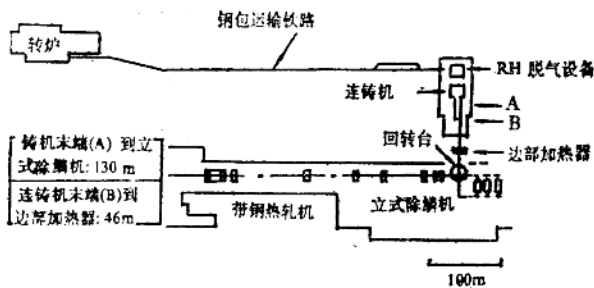 钢包运输铁路
转炉
RH 脱气设备
连铸机
A
B
回转台
边部加热器
铸机末端(A) 到立
式除鳞机: 130 m
连铸机末端(B)到
边部加热器: 46m
带钢热轧机
立式除鳞机
100m